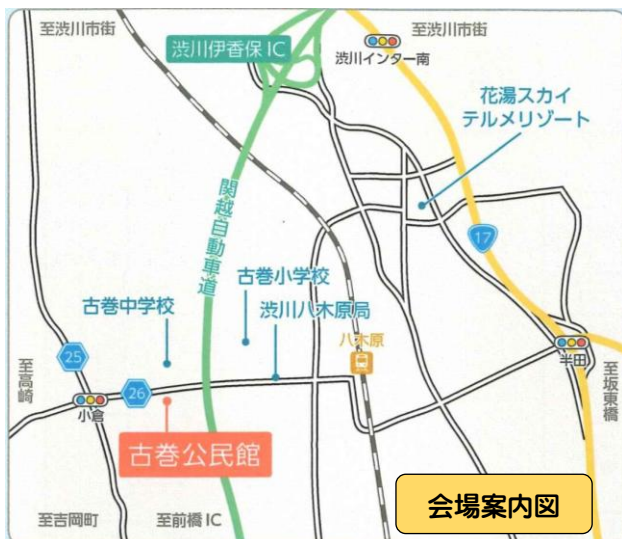 至渋川市街
至渋川市街
渋川伊香保IC
渋川インター南
花湯スカイ
テルメリゾート
関越自動車道
17
古巻小学校
古巻中学校
渋川八木原局
八木原
半田
25
至高崎
26
小倉
至坂東橋
古巻公民館
会場案内図
至吉岡町
至前橋IC